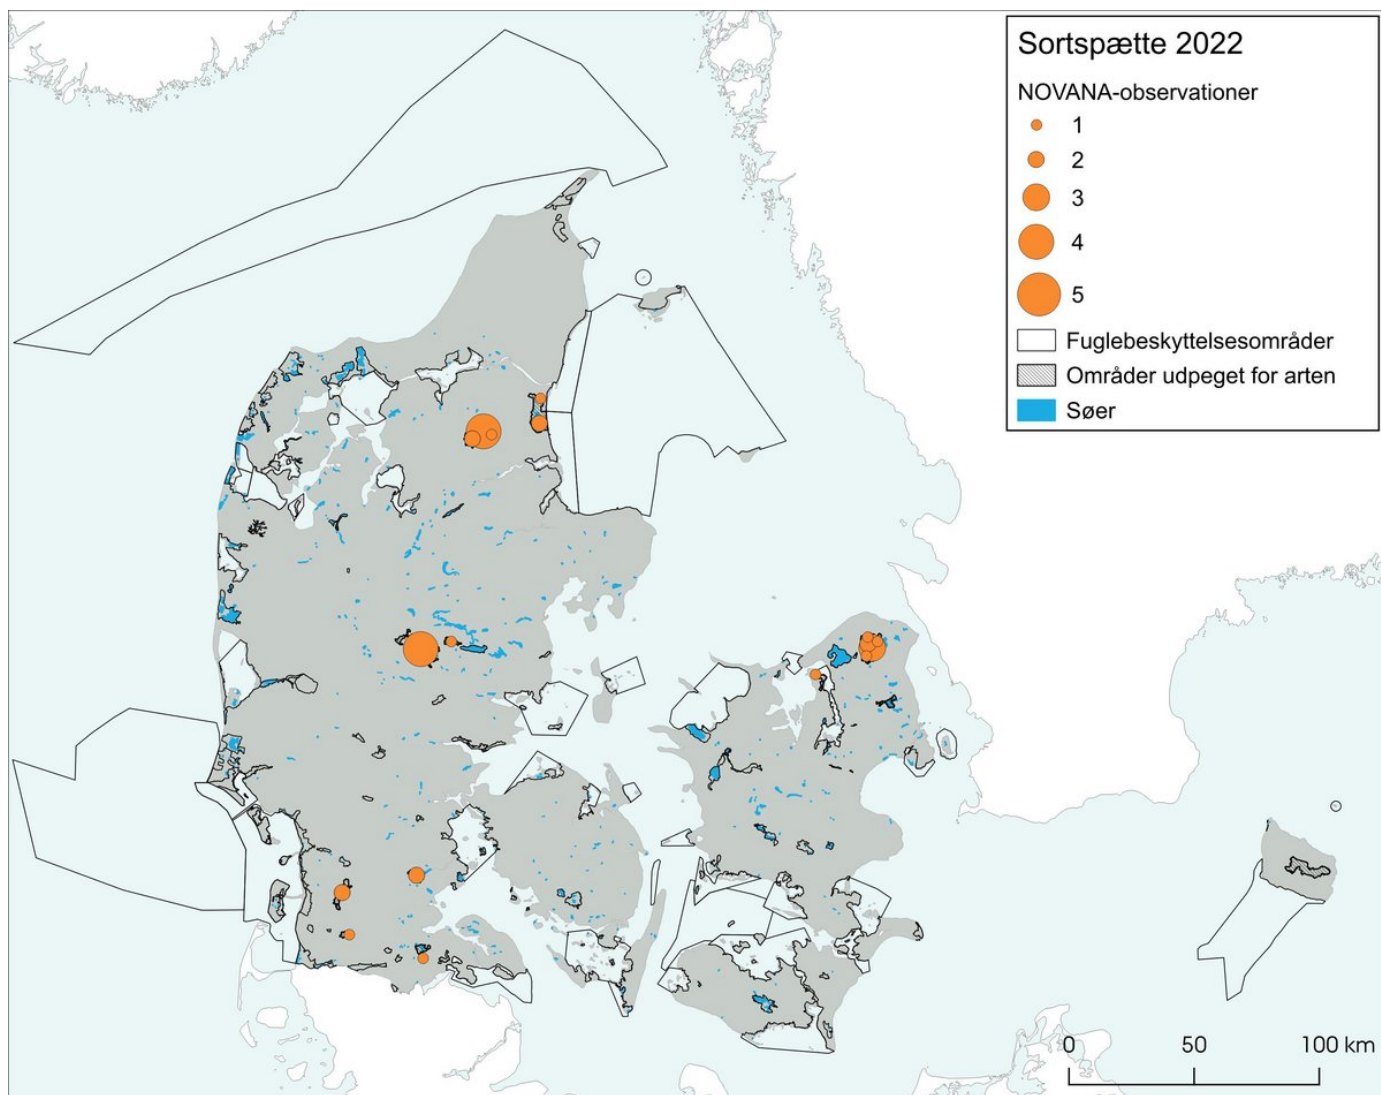 Sortspætte 2022
NOVANA-observationer
1
2
3
4
5
Fuglebeskyttelsesområder
Områder udpeget for arten
Søer
0 50 100 km